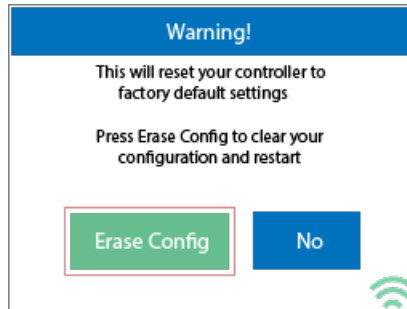 Warning!
This will reset your controller to
factory default settings
Press Erase Config to clear your
configuration and restart
Erase Config
No